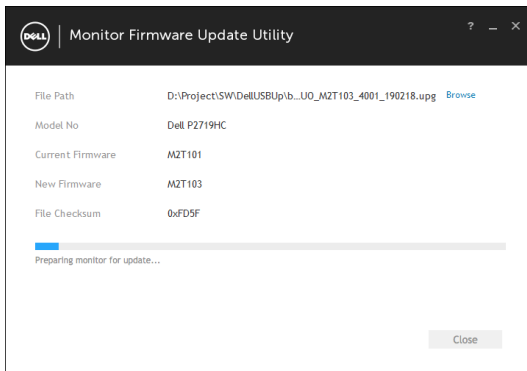 DELL
Monitor Firmware Update Utility
? _ X
File Path D:\Project\SW\DellUSBUp\b...UO_M2T103_4001_190218.upg Browse
Model No Dell P2719HC
Current Firmware M2T101
New Firmware M2T103
File Checksum 0xFD5F
Preparing monitor for update...
Close